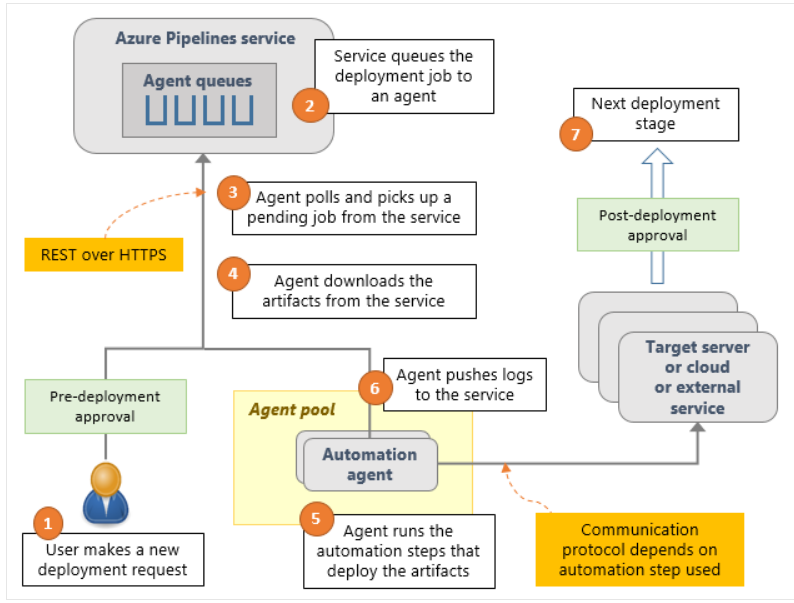 Azure Pipelines service
Agent queues
2
Service queues the
deployment job to
an agent
7
Next deployment
stage
3
Agent polls and picks up a
pending job from the service
REST over HTTPS
Post-deployment
approval
4
Agent downloads the
artifacts from the service
Target server
or cloud
or external
service
6
Agent pushes logs
to the service
Pre-deployment
approval
Agent pool
Automation
agent
1
User makes a new
deployment request
5
Agent runs the
automation steps that
deploy the artifacts
Communication
protocol depends on
automation step used